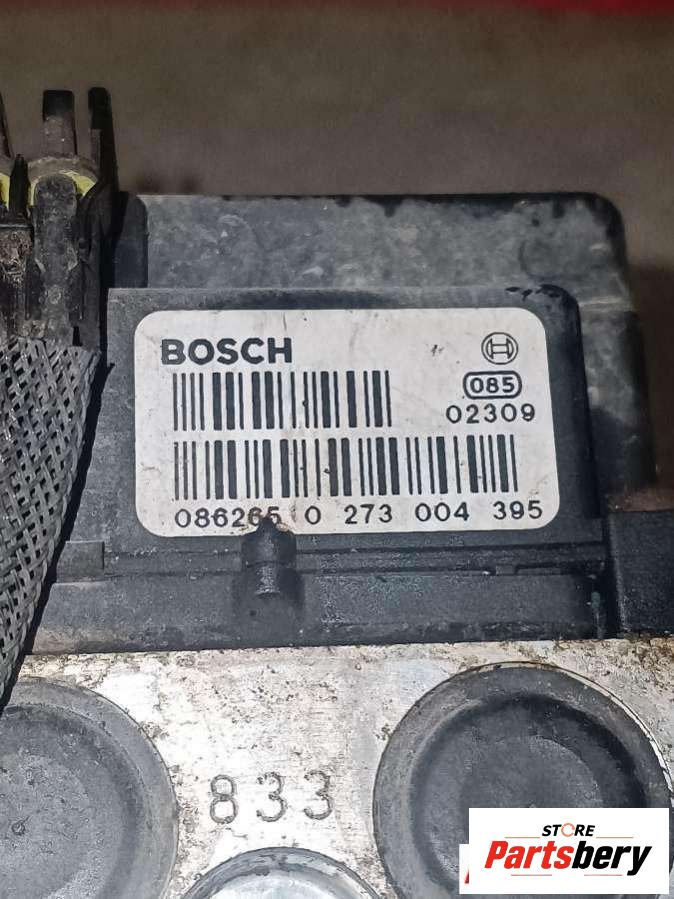 BOSCH
085
02309
086265 0 273 004 395
833
STORE
Partsbery